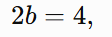 2b = 4,